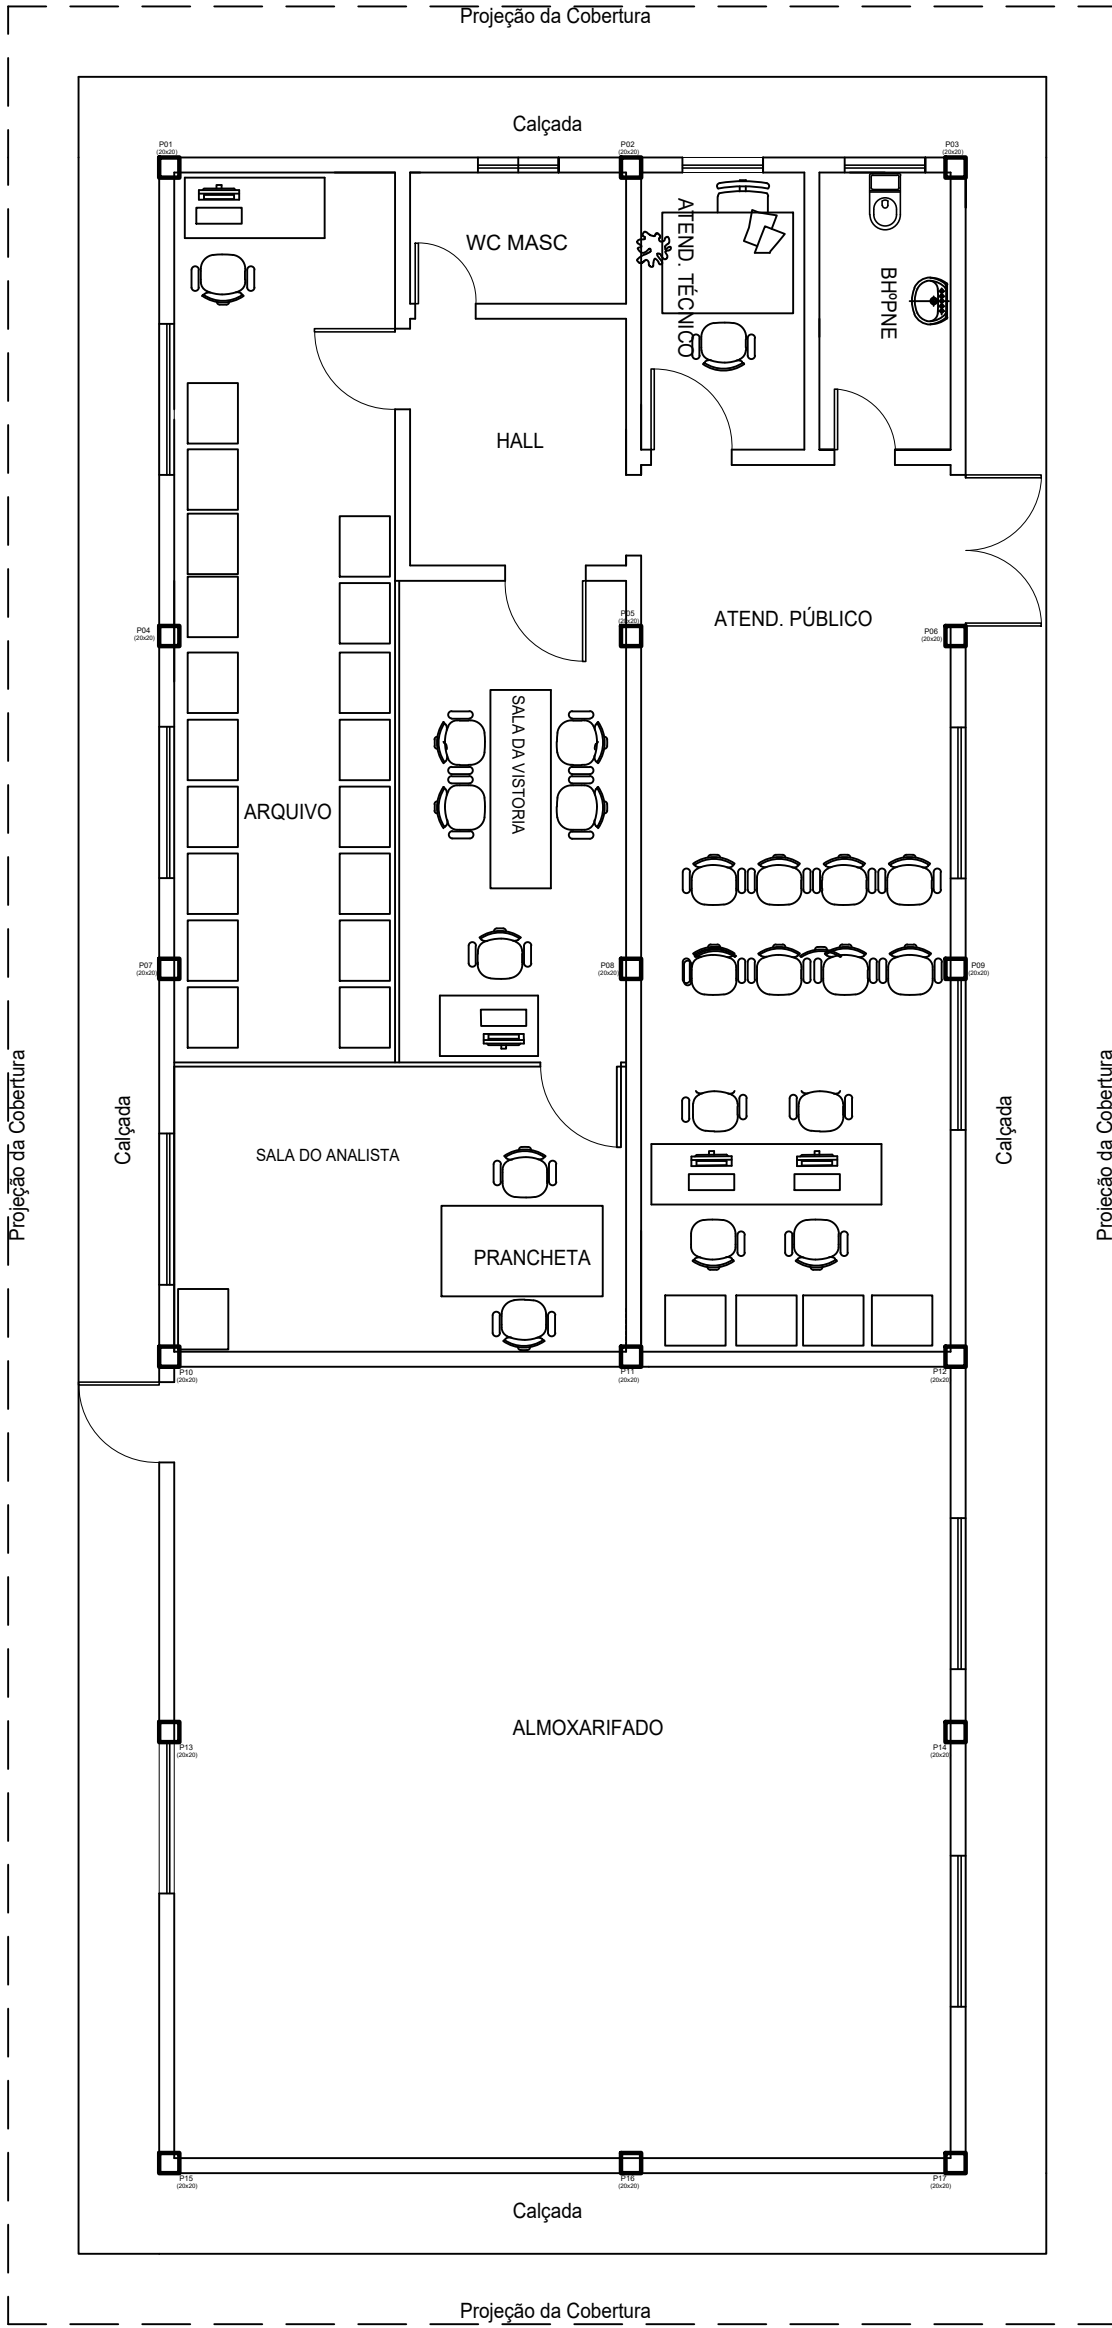 Projeção da Cobertura
Calçada
P01
(20x20)
P02
(20x20)
P03
(20x20)
WC MASC
ATEND. TÉCNICO
BHºPNE
HALL
P04
(20x20)
P05
(20x20)
ATEND. PÚBLICO
P06
(20x20)
SALA DA VISTORIA
ARQUIVO
P07
(20x20)
P08
(20x20)
P09
(20x20)
Projeção da Cobertura
Calçada
Calçada
Projeção da Cobertura
SALA DO ANALISTA
PRANCHETA
P10
(20x20)
P11
(20x20)
P12
(20x20)
ALMOXARIFADO
P13
(20x20)
P14
(20x20)
P15
(20x20)
P16
(20x20)
P17
(20x20)
Calçada
Projeção da Cobertura